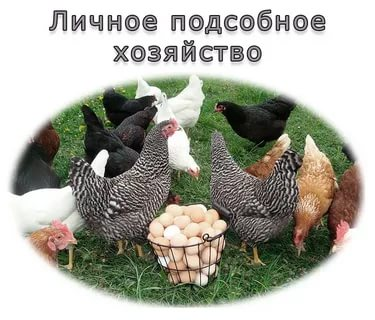 Личное подсобное
хозяйство